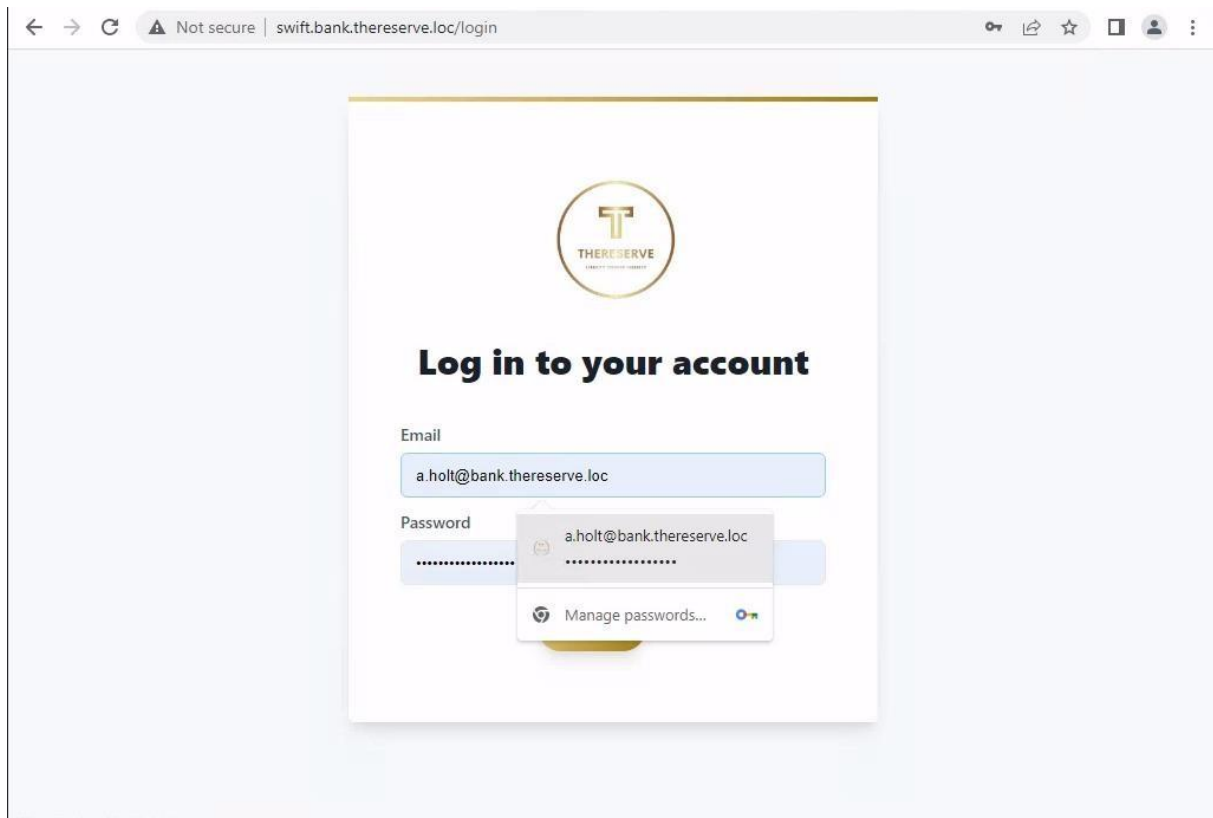 Not secure | swift.bank.thereserve.loc/login
T
THERESERVE
Log in to your account
Email
a.holt@bank.thereserve.loc
Password
••••••••••••••••••
a.holt@bank.thereserve.loc
••••••••••••••••••
Manage passwords...